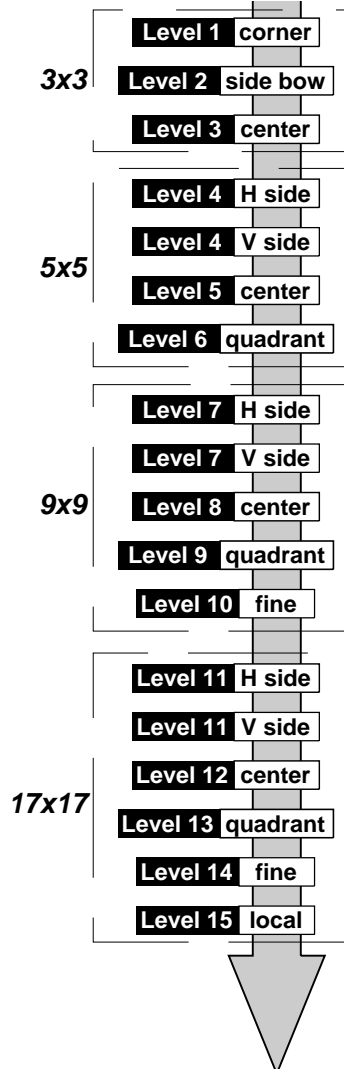 Level 1 corner
3x3
Level 2 side bow
Level 3 center
Level 4 H side
Level 4 V side
5x5
Level 5 center
Level 6 quadrant
Level 7 H side
Level 7 V side
9x9
Level 8 center
Level 9 quadrant
Level 10 fine
Level 11 H side
Level 11 V side
Level 12 center
17x17
Level 13 quadrant
Level 14 fine
Level 15 local